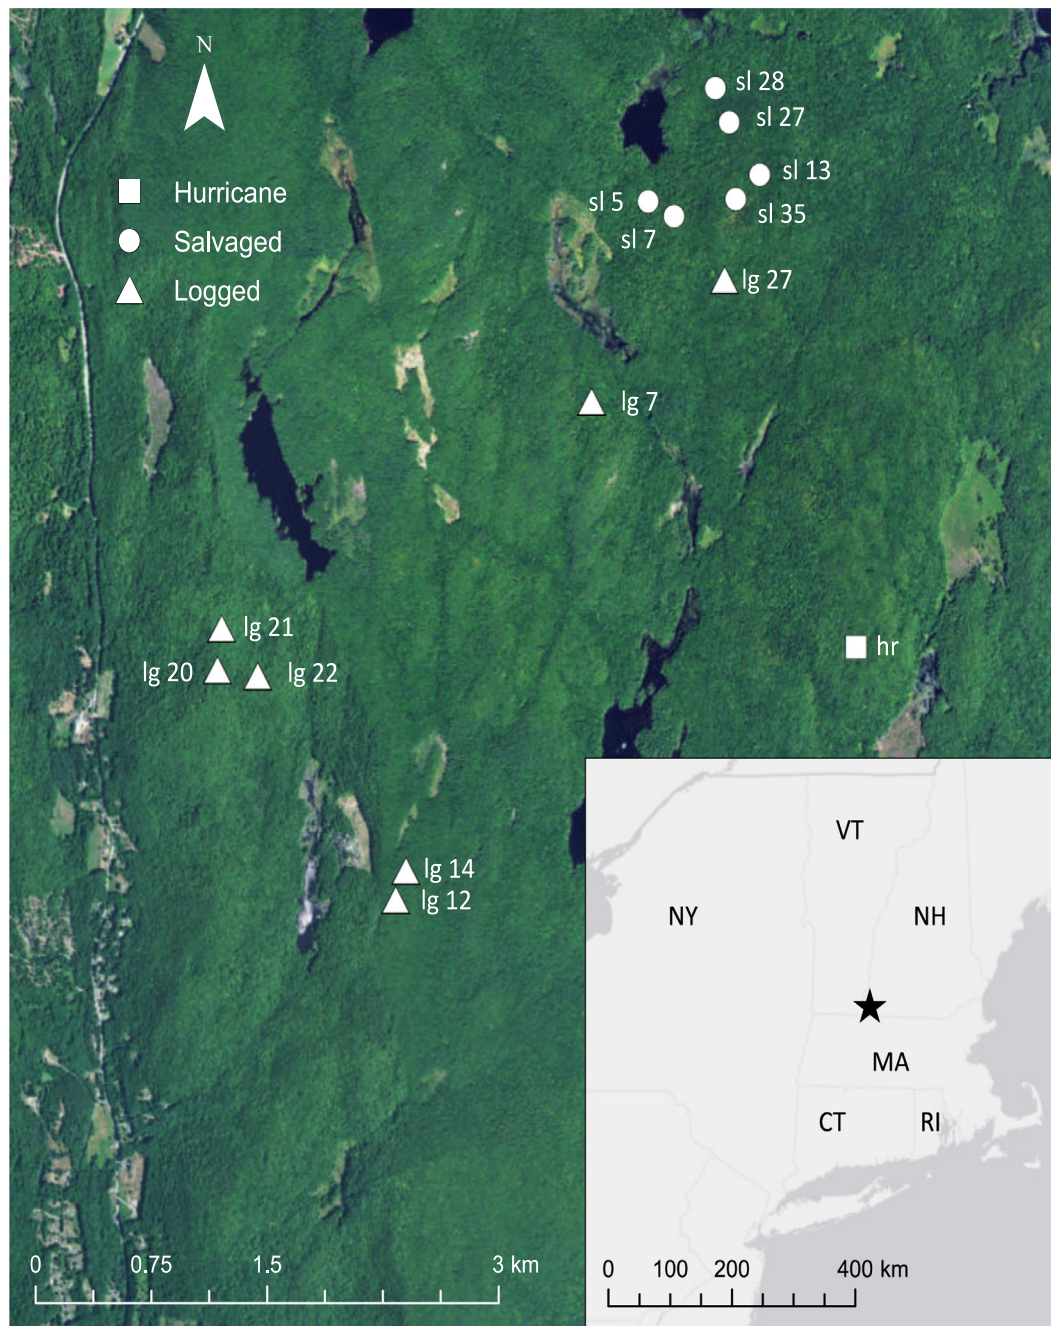 N
Hurricane
Salvaged
Logged
sl 28
sl 27
sl 13
sl 5
sl 35
sl 7
lg 27
lg 7
lg 21
hr
lg 20
lg 22
lg 14
lg 12
VT
NY
NH
MA
CT
RI
0 0.75 1.5 3 km
0 100 200 400 km